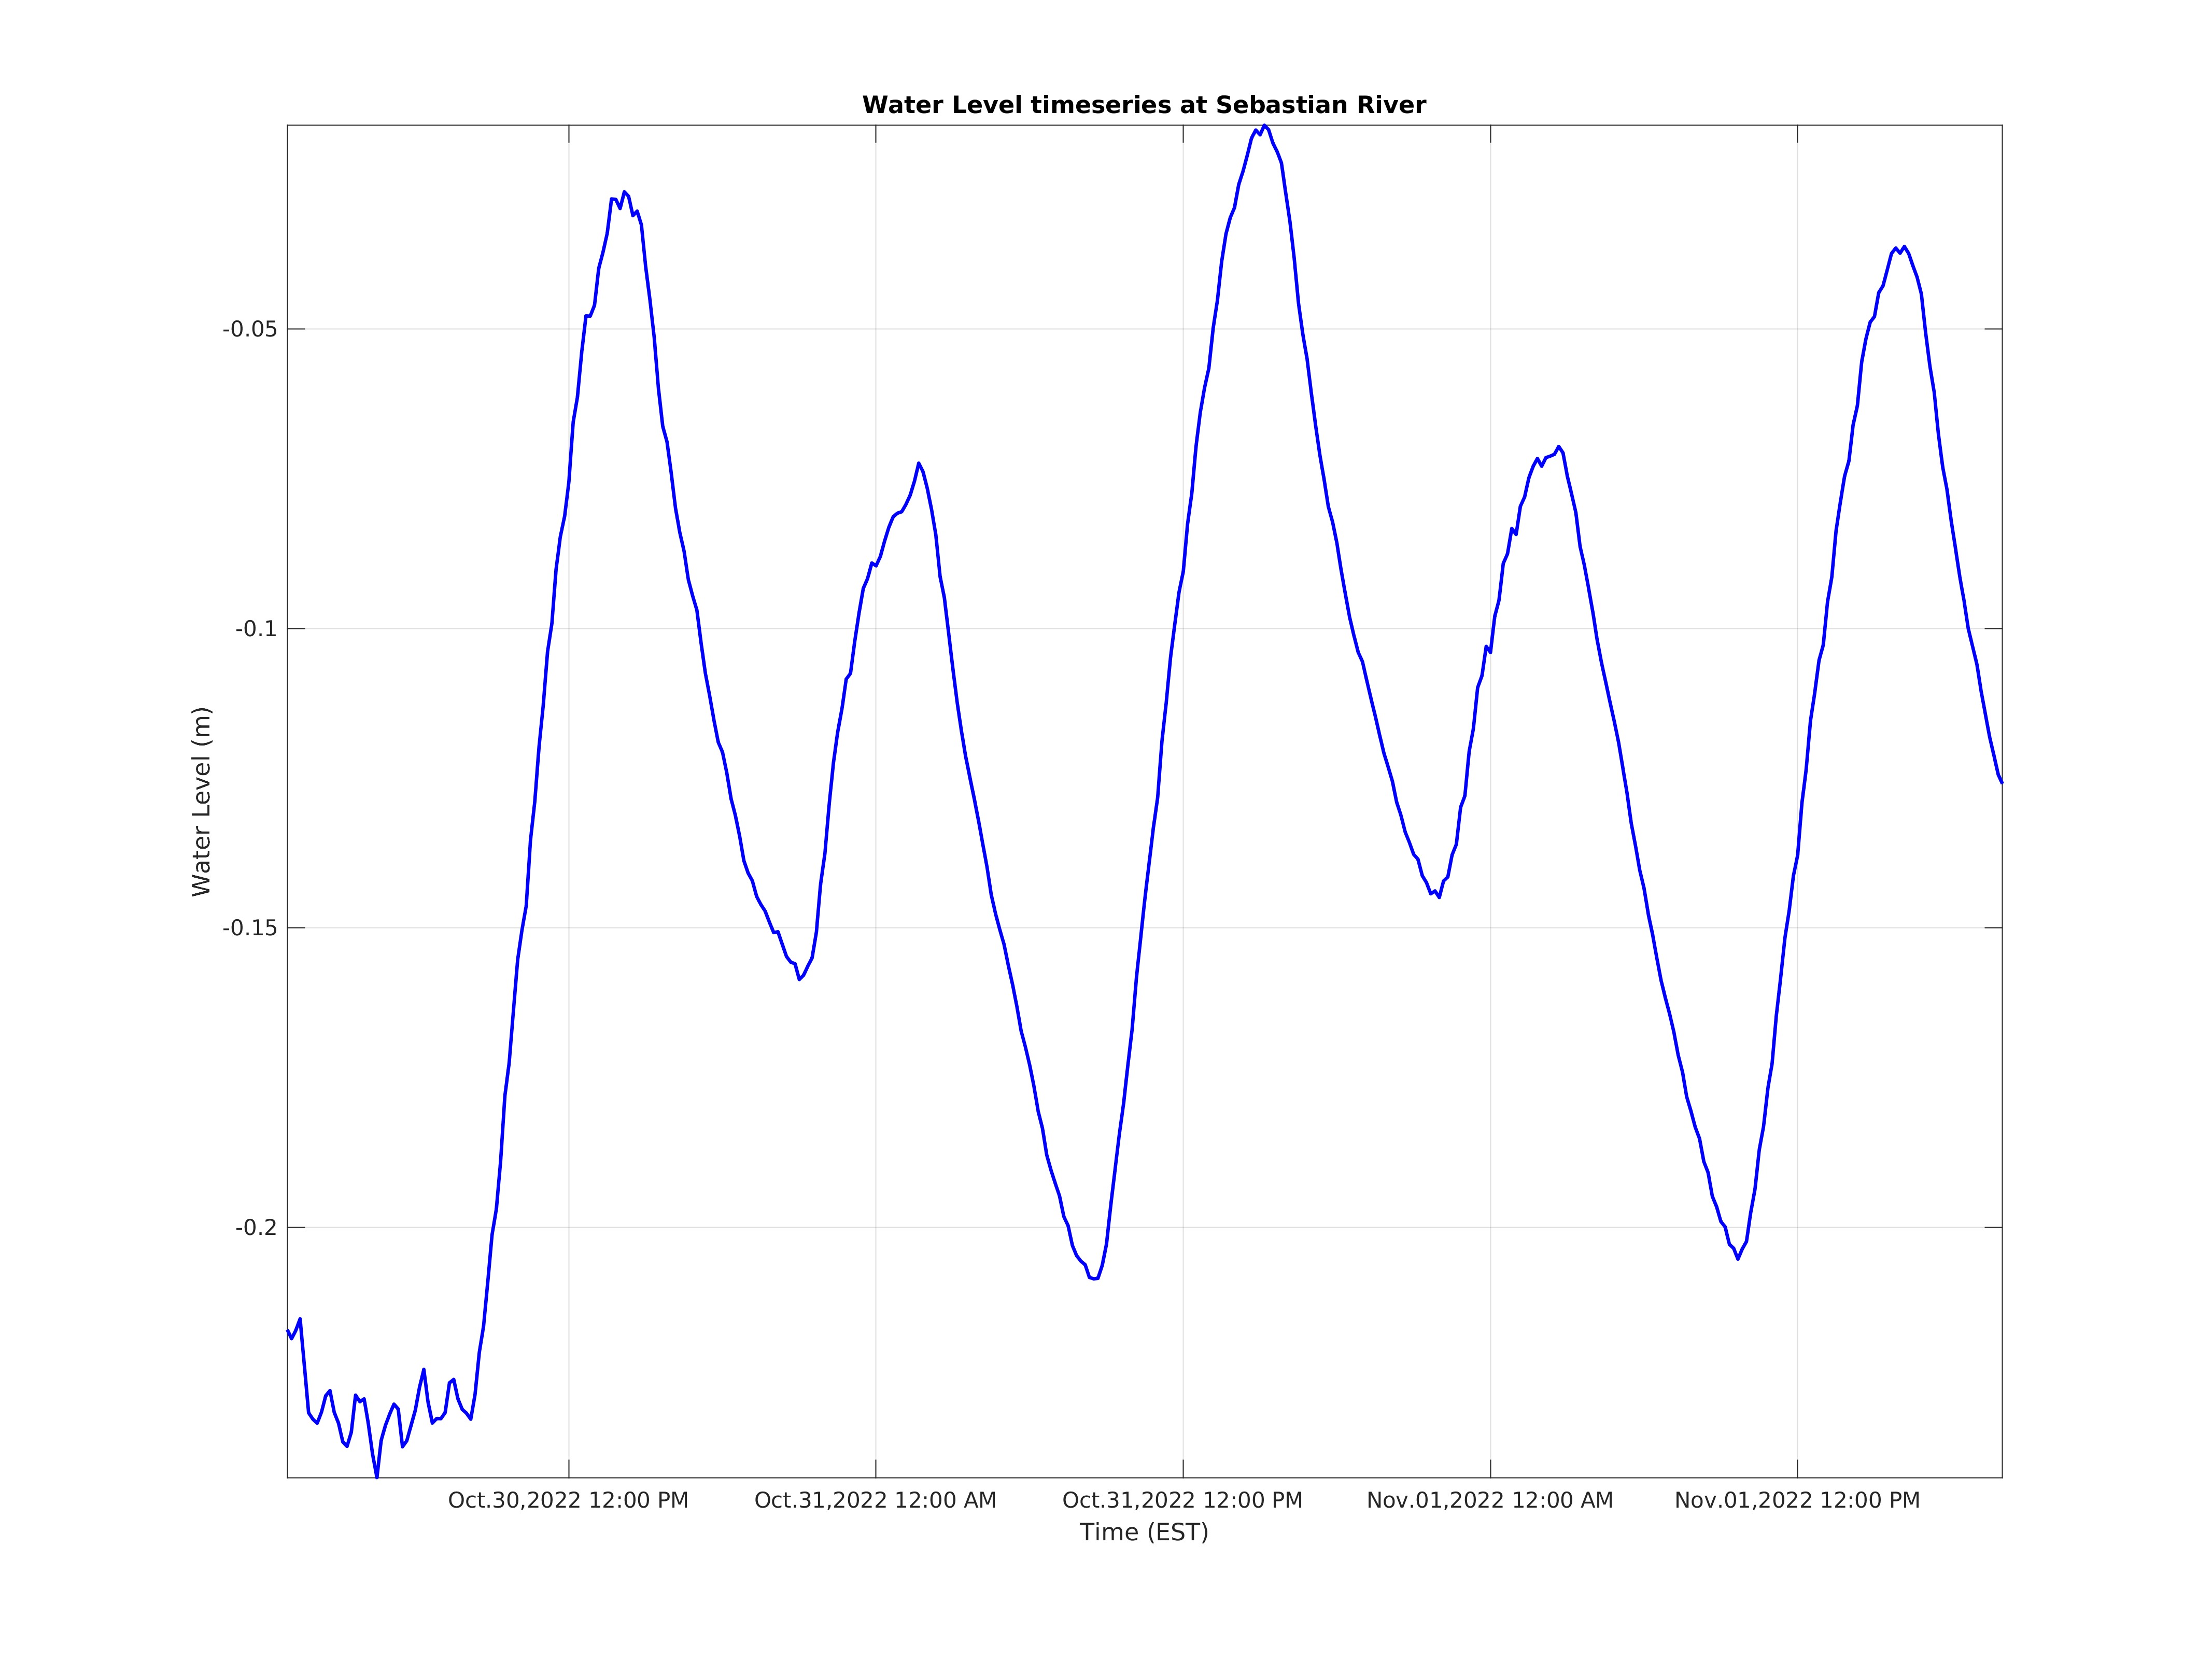 Water Level timeseries at Sebastian River
-0.05
-0.1
-0.15
-0.2
Water Level (m)
Oct.30,2022 12:00 PM
Oct.31,2022 12:00 AM
Oct.31,2022 12:00 PM
Nov.01,2022 12:00 AM
Nov.01,2022 12:00 PM
Time (EST)